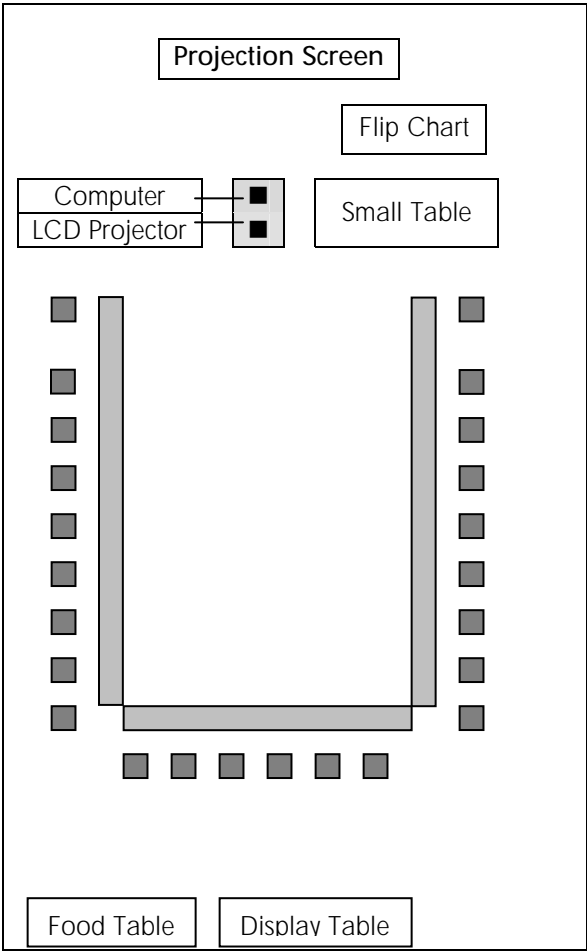 Projection Screen
Flip Chart
Computer
LCD Projector
Small Table
Food Table
Display Table